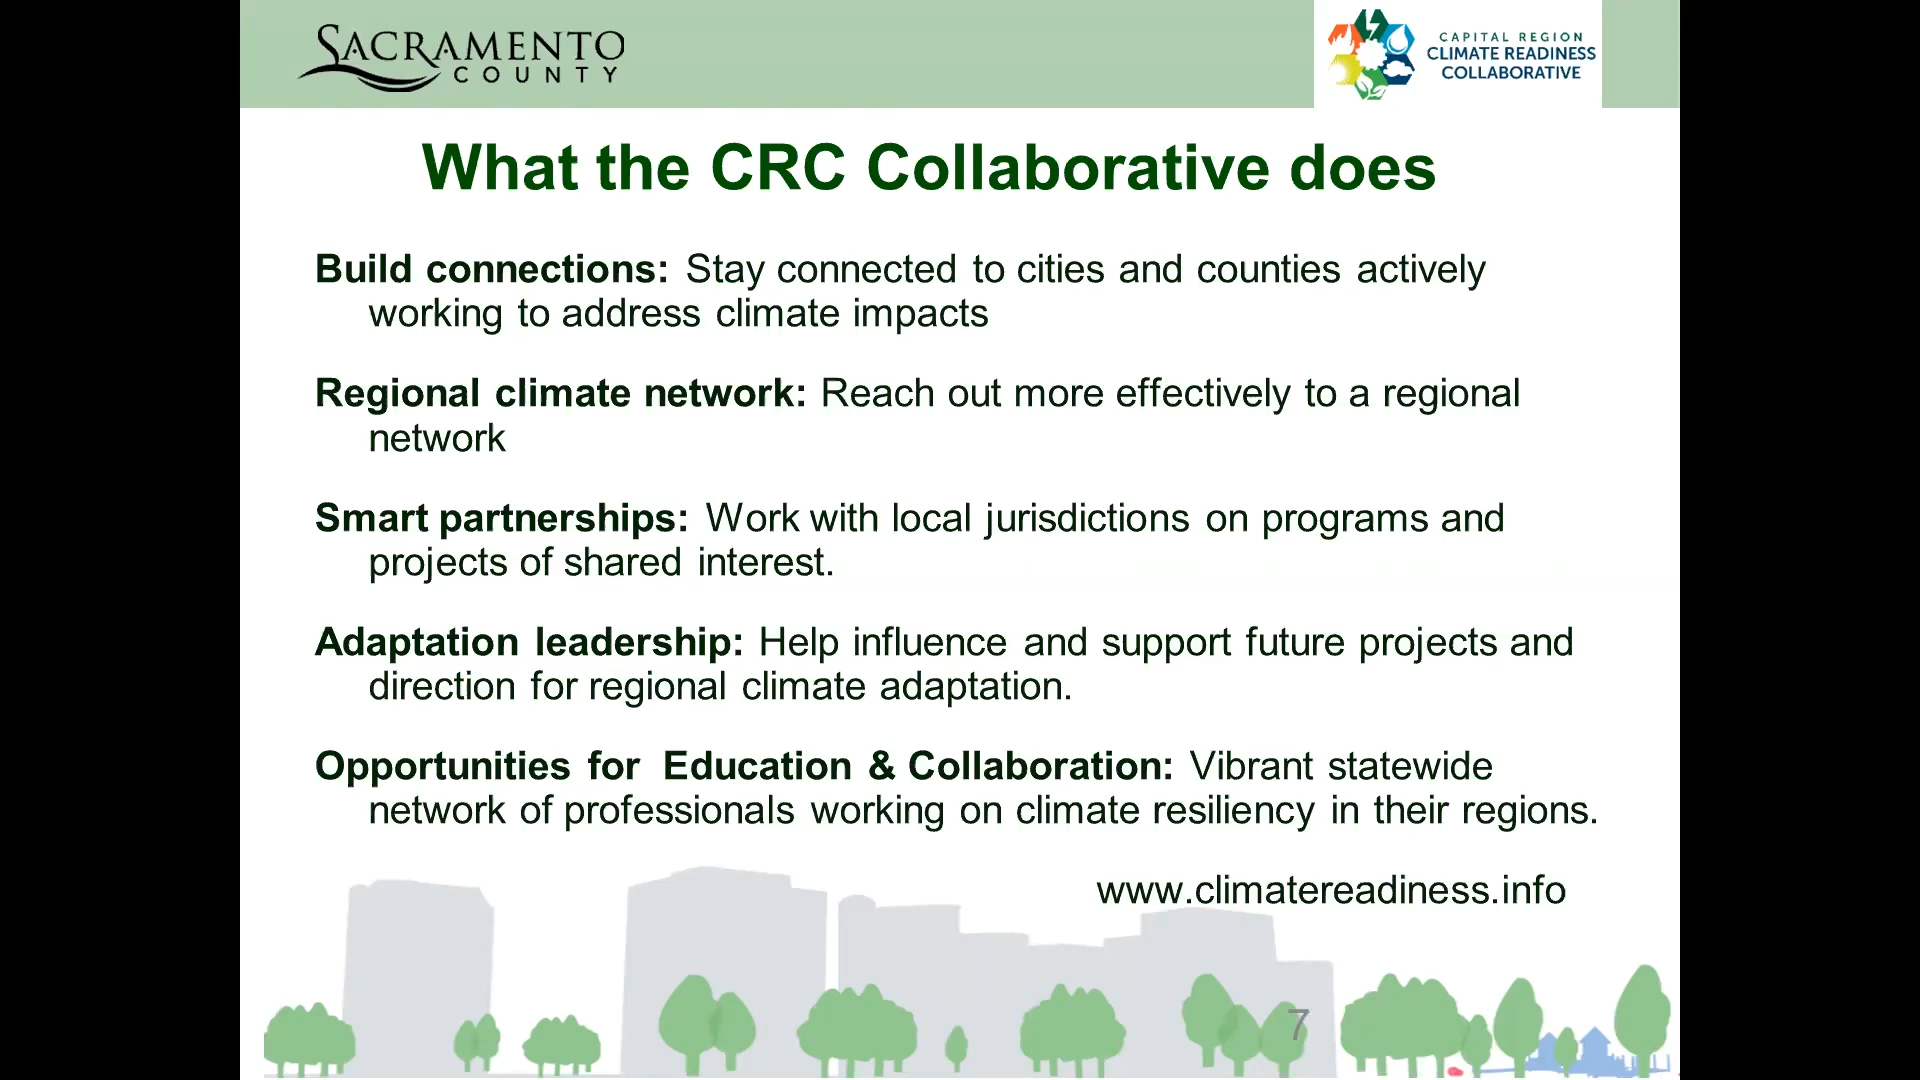 SACRAMENTO
COUNTY
CAPITAL REGION
CLIMATE READINESS
COLLABORATIVE
What the CRC Collaborative does
Build connections: Stay connected to cities and counties actively
working to address climate impacts
Regional climate network: Reach out more effectively to a regional
network
Smart partnerships: Work with local jurisdictions on programs and
projects of shared interest.
Adaptation leadership: Help influence and support future projects and
direction for regional climate adaptation.
Opportunities for Education & Collaboration: Vibrant statewide
network of professionals working on climate resiliency in their regions.
www.climatereadiness.info
7